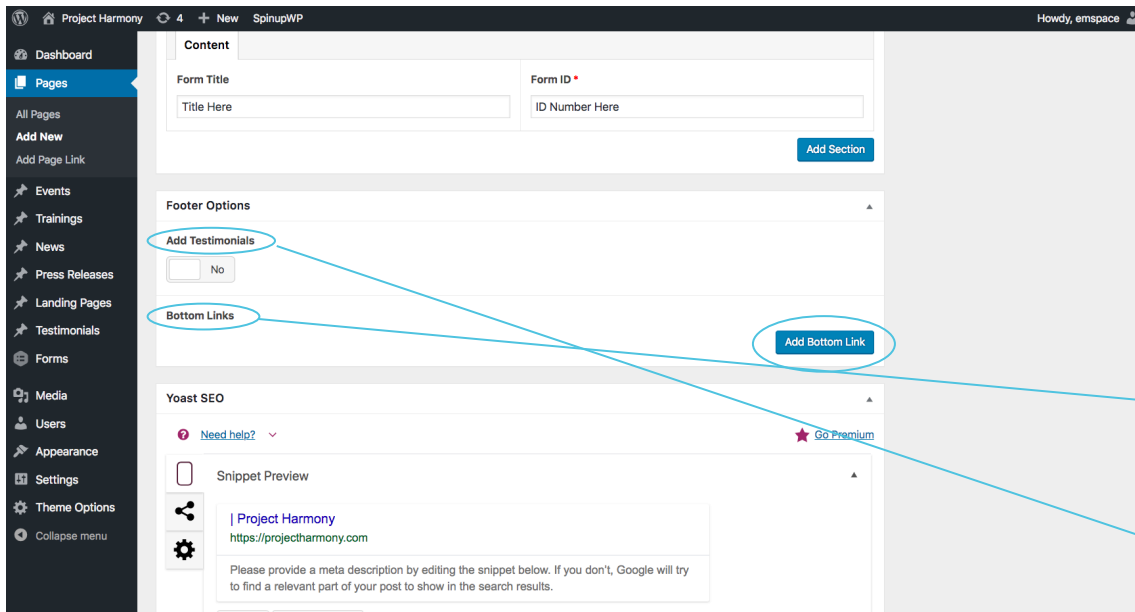 Project Harmony 4 + New SpinupWP Howdy, emspace
Dashboard
Pages
All Pages
Add New
Add Page Link
Events
Trainings
News
Press Releases
Landing Pages
Testimonials
Forms
Media
Users
Appearance
Settings
Theme Options
Collapse menu
Content
Form Title Form ID *
Title Here ID Number Here
Add Section
Footer Options
Add Testimonials
No
Bottom Links
Add Bottom Link
Yoast SEO
Need help? Go Premium
Snippet Preview
| Project Harmony
https://projectharmony.com
Please provide a meta description by editing the snippet below. If you don't, Google will try
to find a relevant part of your post to show in the search results.